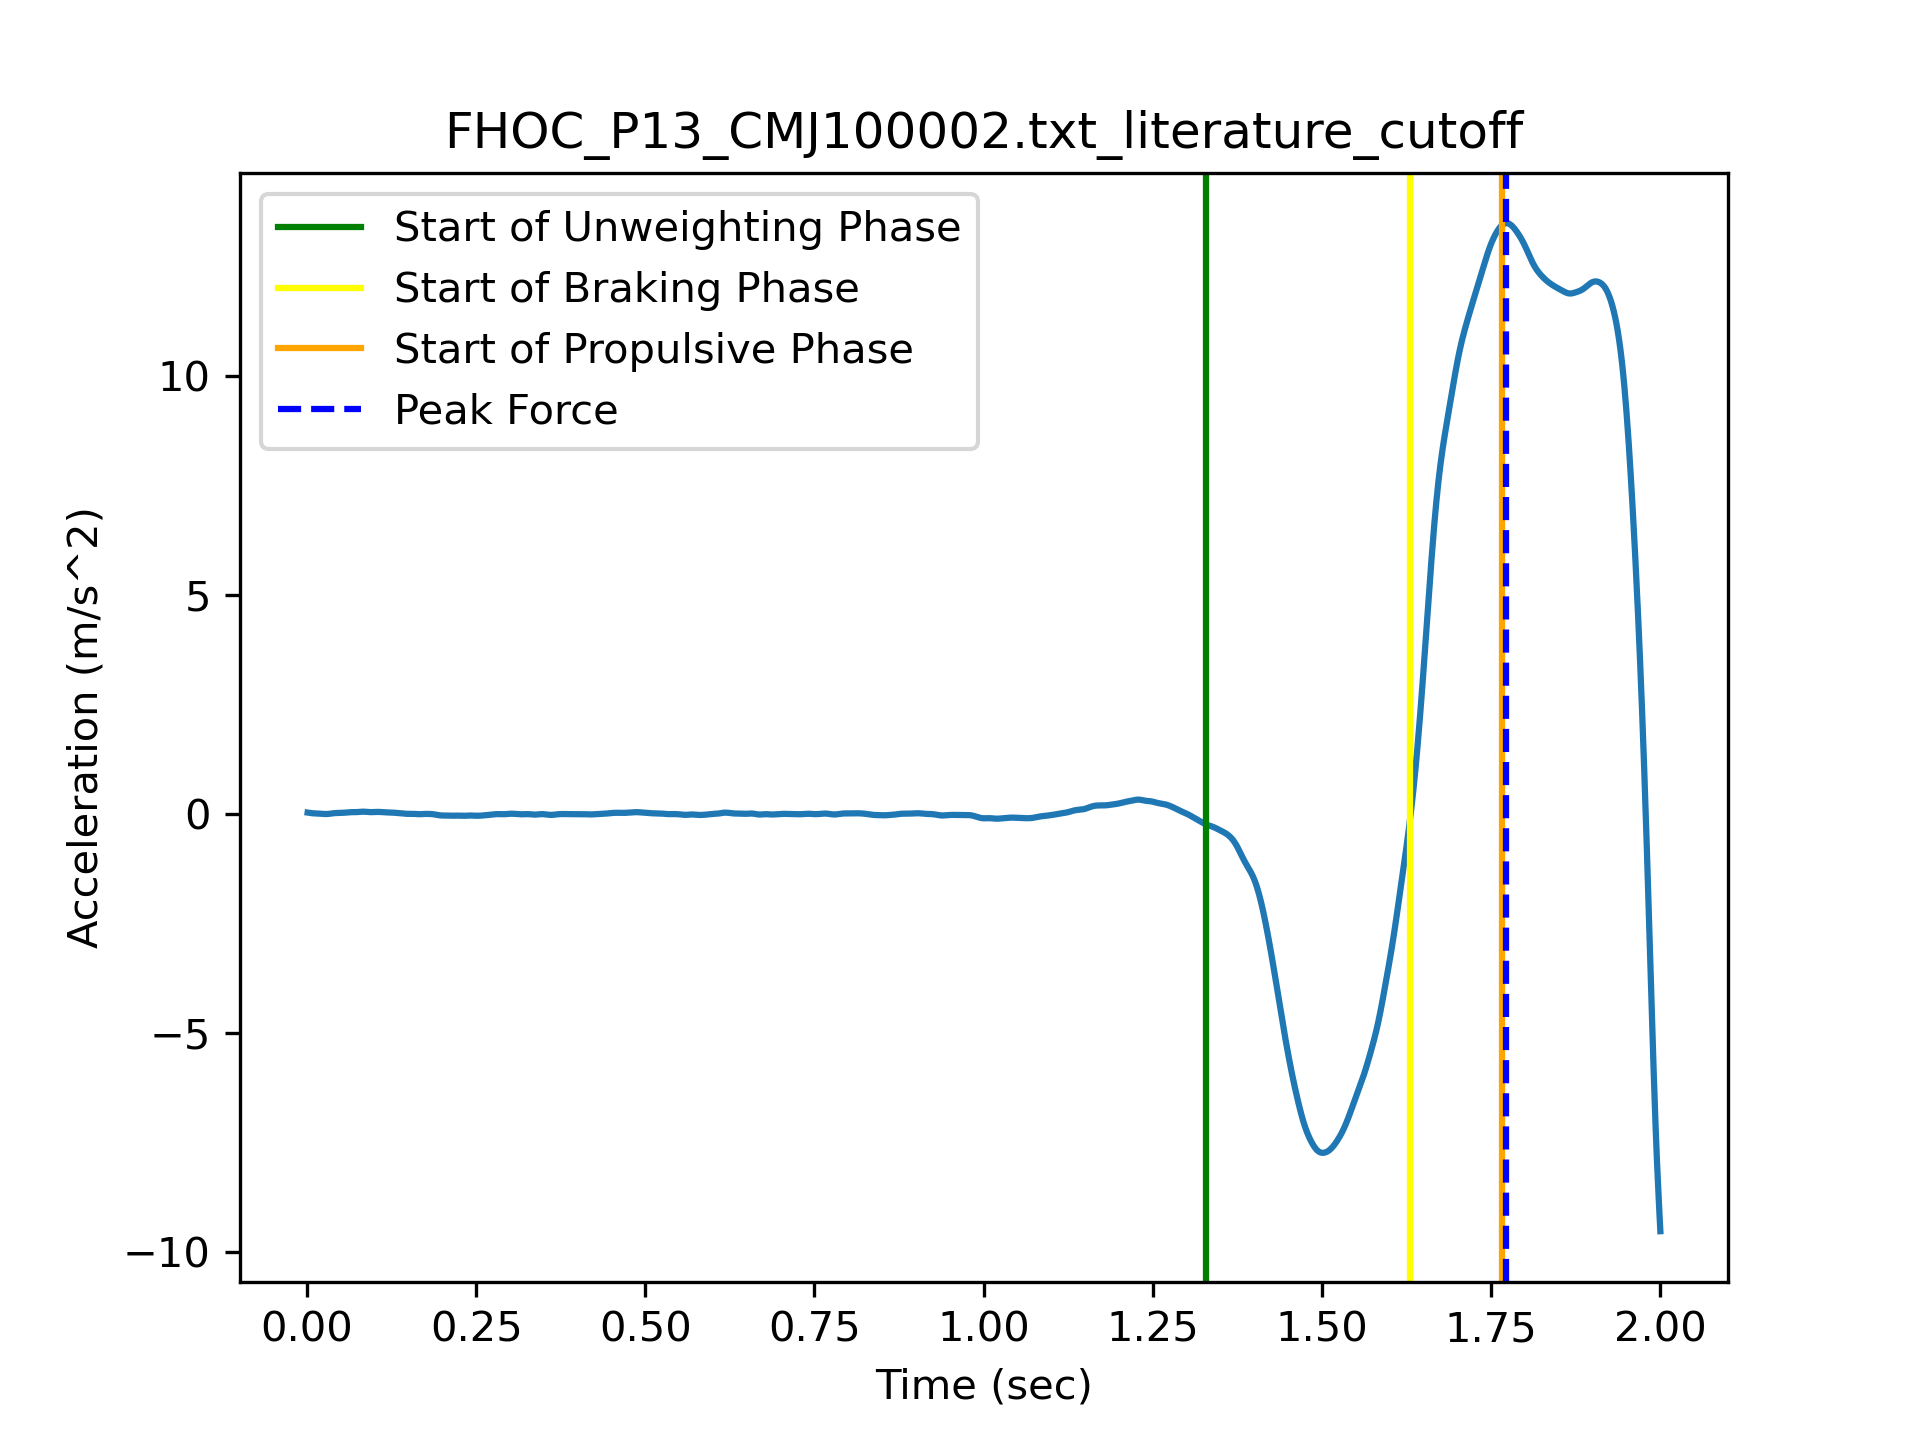 FHOC_P13_CMJ100002.txt_literature_cutoff
Start of Unweighting Phase
Start of Braking Phase
Start of Propulsive Phase
Peak Force
10
5
0
−5
−10
Acceleration (m/s^2)
0.00 0.25 0.50 0.75 1.00 1.25 1.50 1.75 2.00
Time (sec)